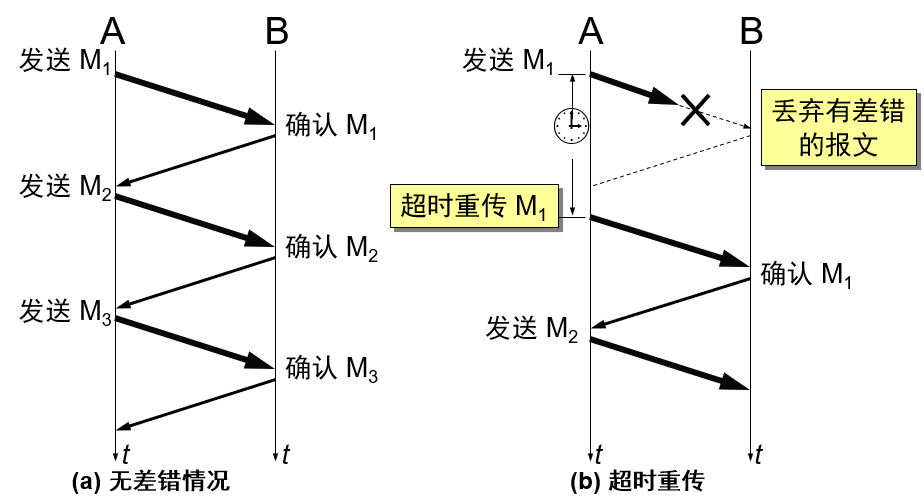 A
B
发送 M1
确认 M1
发送 M2
确认 M2
发送 M3
确认 M3
t
t
(a) 无差错情况
A
B
发送 M1
丢弃有差错
的报文
超时重传 M1
确认 M1
发送 M2
t
t
(b) 超时重传